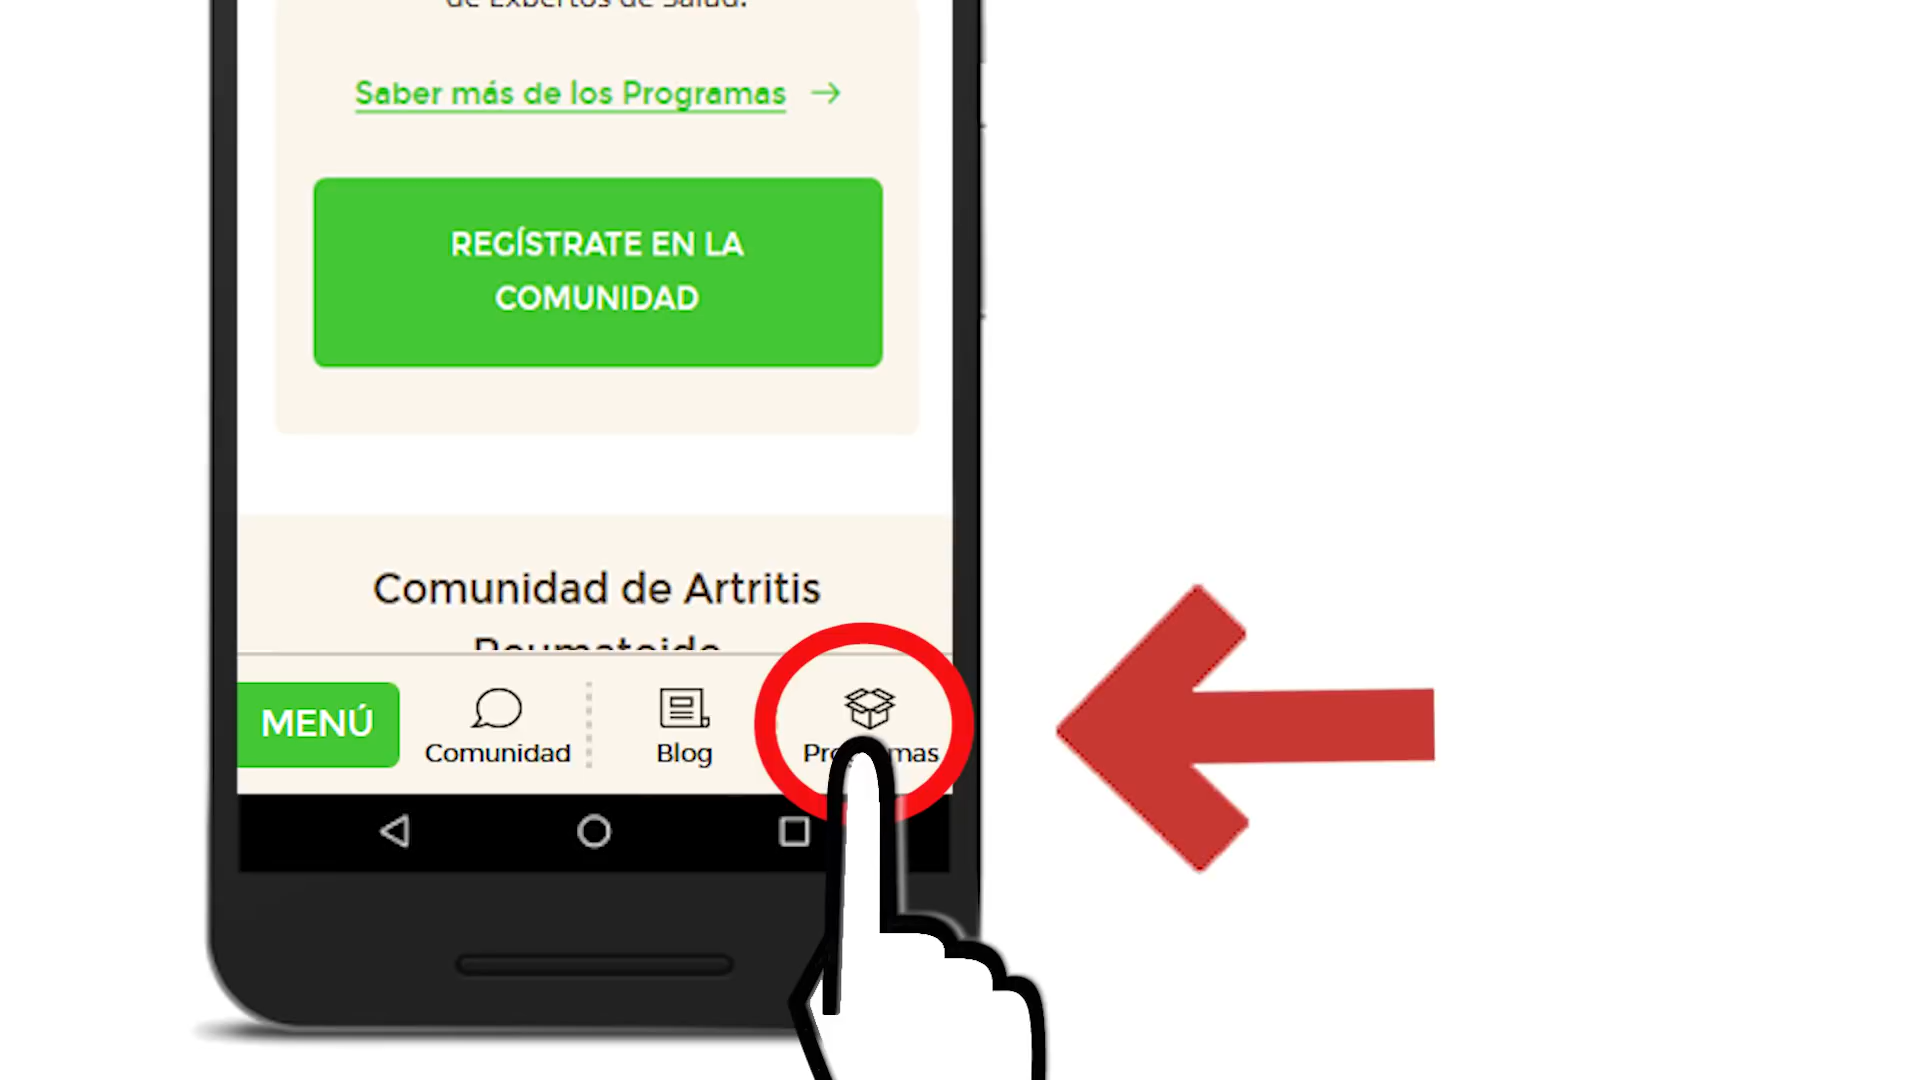 de Expertos de Salud.
Saber más de los Programas
REGÍSTRATE EN LA
COMUNIDAD
Comunidad de Artritis
Reumatoide
MENÚ
Comunidad
Blog
Programas